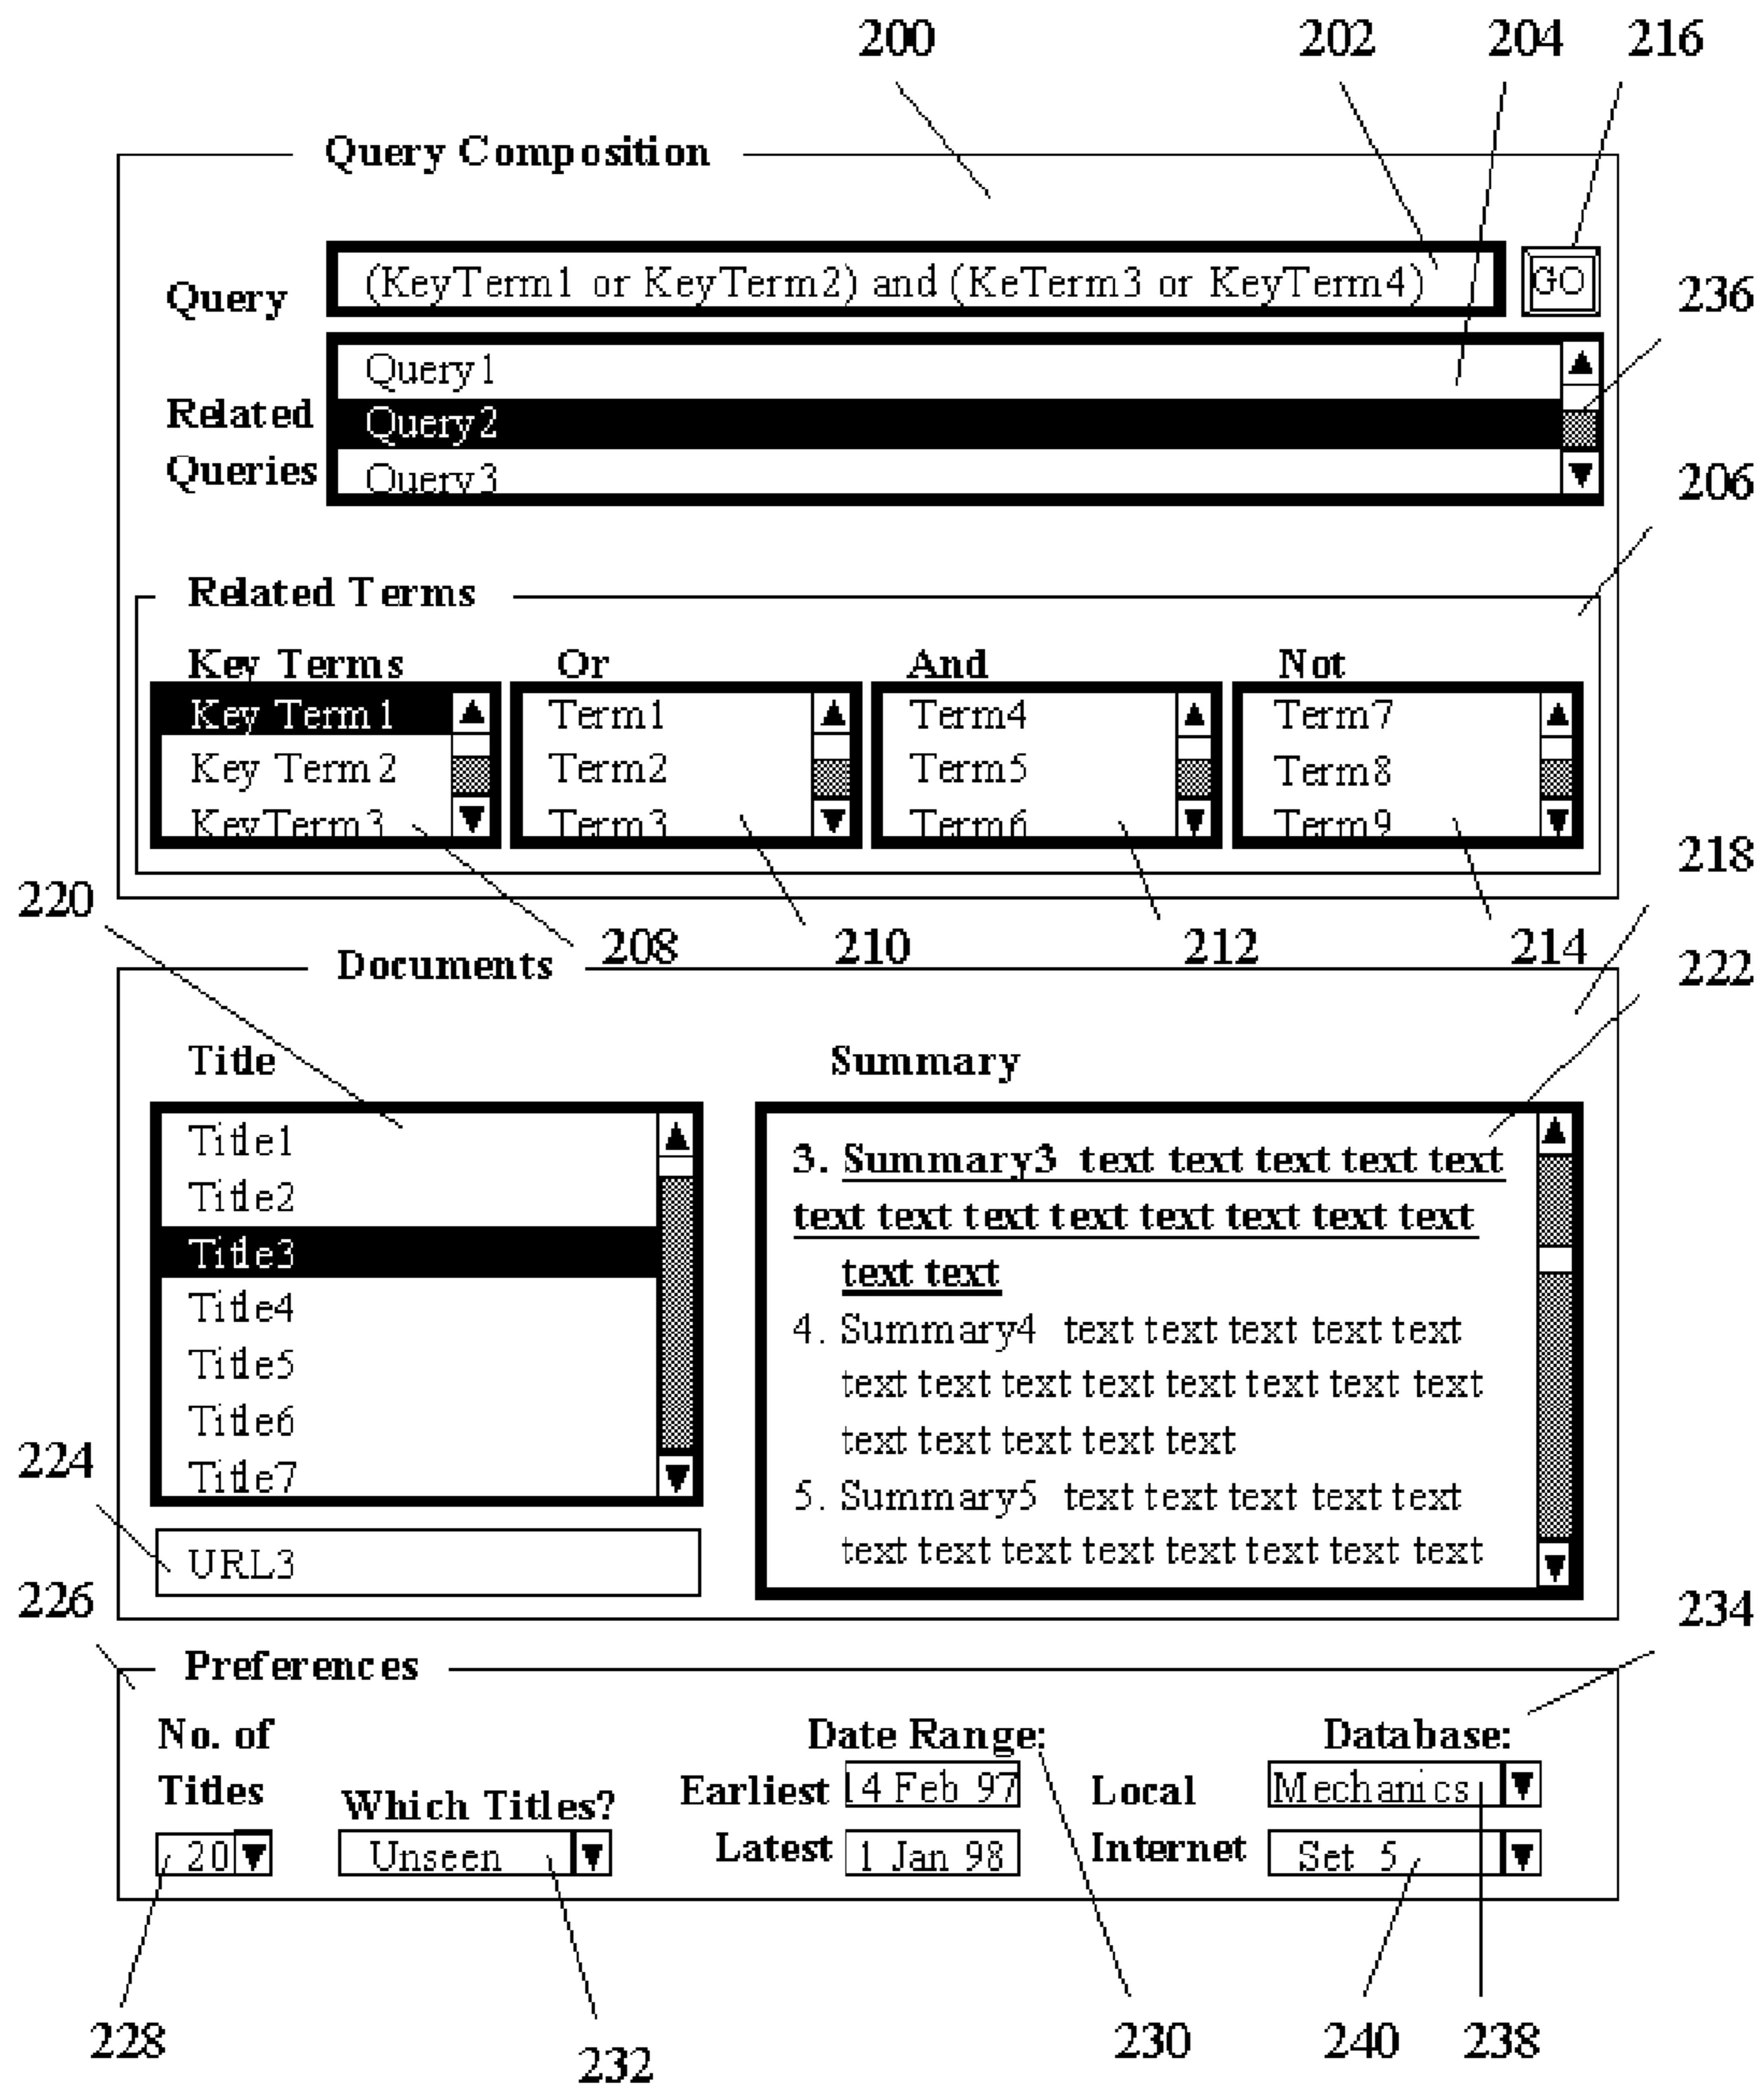 200 202 204 216
Query Composition
Query (KeyTerm1 or KeyTerm2) and (KeTerm3 or KeyTerm4) GO
236
Query1
Related Query2
Queries Query3
206
Related Terms
Key Terms Or And Not
Key Term1 Term1 Term4 Term7
Key Term2 Term2 Term5 Term8
KeyTerm3 Term3 Term6 Term9
218
220
208 210 212 214
222
Documents
Title Summary
Title1
Title2
Title3
Title4
Title5
Title6
Title7
3. Summary3 text text text text text
text text text text text text text text
text text
4. Summary4 text text text text text
text text text text text text text text
text text text text text
5. Summary5 text text text text text
text text text text text text text text
224
URL3
226
234
Preferences
No. of
Titles
20
Which Titles?
Unseen
Date Range:
Earliest 14 Feb 97
Latest 1 Jan 98
Database:
Local Mechanics
Internet Set 5
228 232 230 240 238